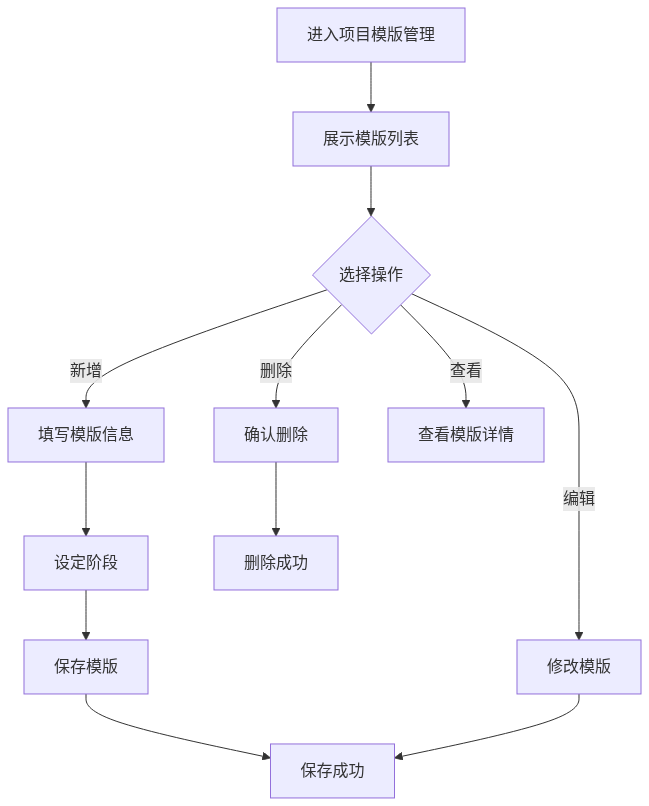 进入项目模版管理
展示模版列表
选择操作
新增
删除
查看
填写模版信息
确认删除
查看模版详情
编辑
设定阶段
删除成功
保存模版
修改模版
保存成功